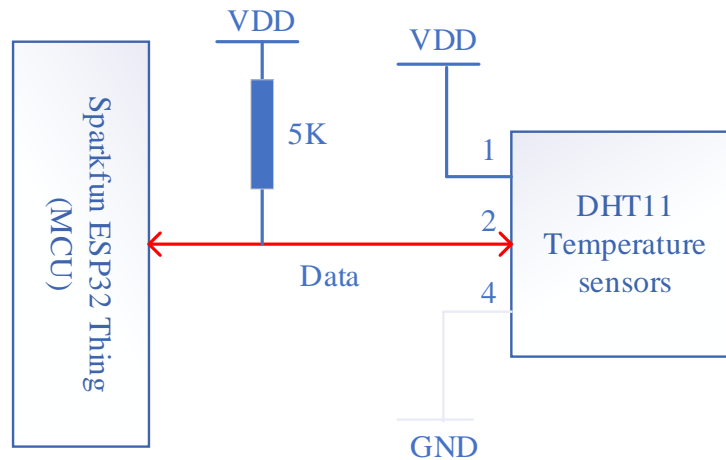 VDD
VDD
Sparkfun ESP32 Thing
(MCU)
5K
1
2
DHT11
Temperature
sensors
Data
4
GND